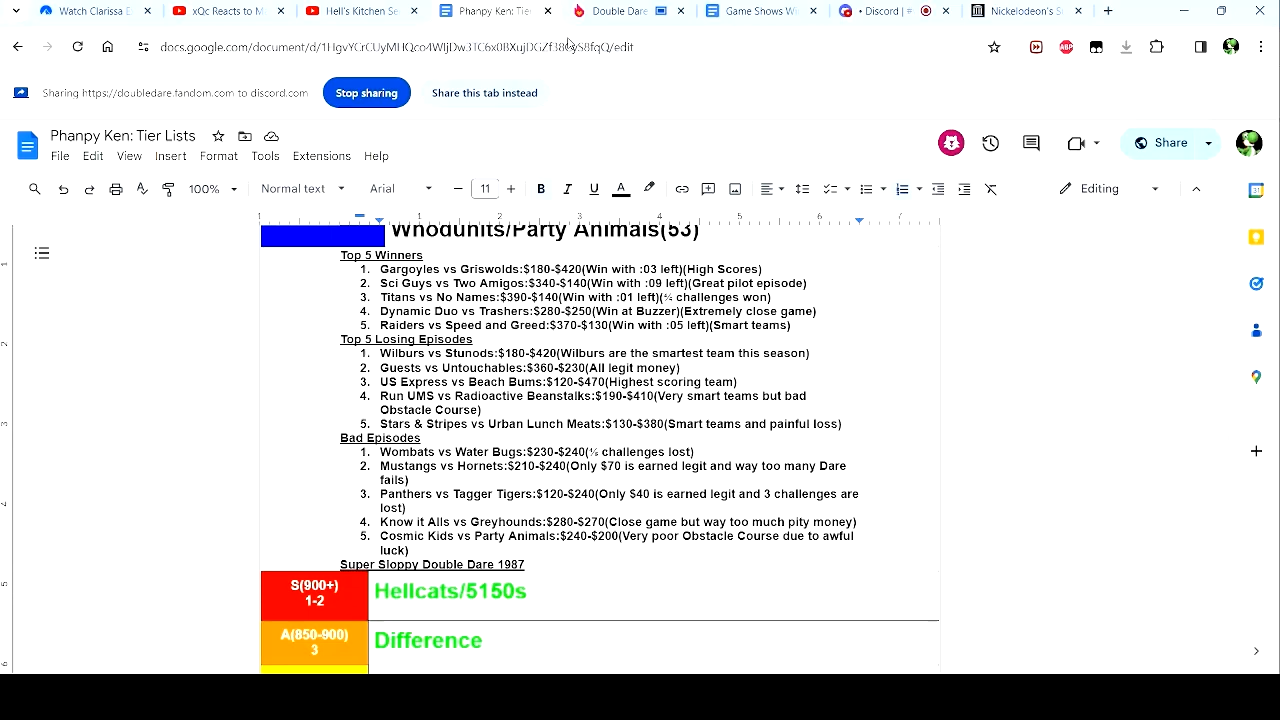 Watch Clarissa E
xQc Reacts to M
Hell's Kitchen Se
Phanpy Ken: Tier
Double Dare
Game Shows W
• Discord | #
Nickelodeon's S
Sharing https://doubledare.fandom.com to discord.com
Stop sharing
Share this tab instead
Phanpy Ken: Tier Lists
File Edit View Insert Format Tools Extensions Help
Share
100% Normal text Arial 11 B I U A Editing
1 1 2 3 4 5 6 7
Whodunits/Party Animals(53)
Top 5 Winners
1. Gargoyles vs Griswolds:$180-$420(Win with :03 left)(High Scores)
2. Sci Guys vs Two Amigos:$340-$140(Win with :09 left)(Great pilot episode)
3. Titans vs No Names:$390-$140(Win with :01 left)( challenges won)
4. Dynamic Duo vs Trashers:$280-$250(Win at Buzzer)(Extremely close game)
5. Raiders vs Speed and Greed:$370-$130(Win with :05 left)(Smart teams)
Top 5 Losing Episodes
1. Wilburs vs Stunods:$180-$420(Wilburs are the smartest team this season)
2. Guests vs Untouchables:$360-$230(All legit money)
3. US Express vs Beach Bums:$120-$470(Highest scoring team)
4. Run UMS vs Radioactive Beanstalks:$190-$410(Very smart teams but bad
Obstacle Course)
5. Stars & Stripes vs Urban Lunch Meats:$130-$380(Smart teams and painful loss)
Bad Episodes
1. Wombats vs Water Bugs:$230-$240( challenges lost)
2. Mustangs vs Hornets:$210-$240(Only $70 is earned legit and way too many Dare
fails)
3. Panthers vs Tagger Tigers:$120-$240(Only $40 is earned legit and 3 challenges are
lost)
4. Know it Alls vs Greyhounds:$280-$270(Close game but way too much pity money)
5. Cosmic Kids vs Party Animals:$240-$200(Very poor Obstacle Course due to awful
luck)
Super Sloppy Double Dare 1987
S(900+)
1-2
Hellcats/5150s
A(850-900)
3
Difference